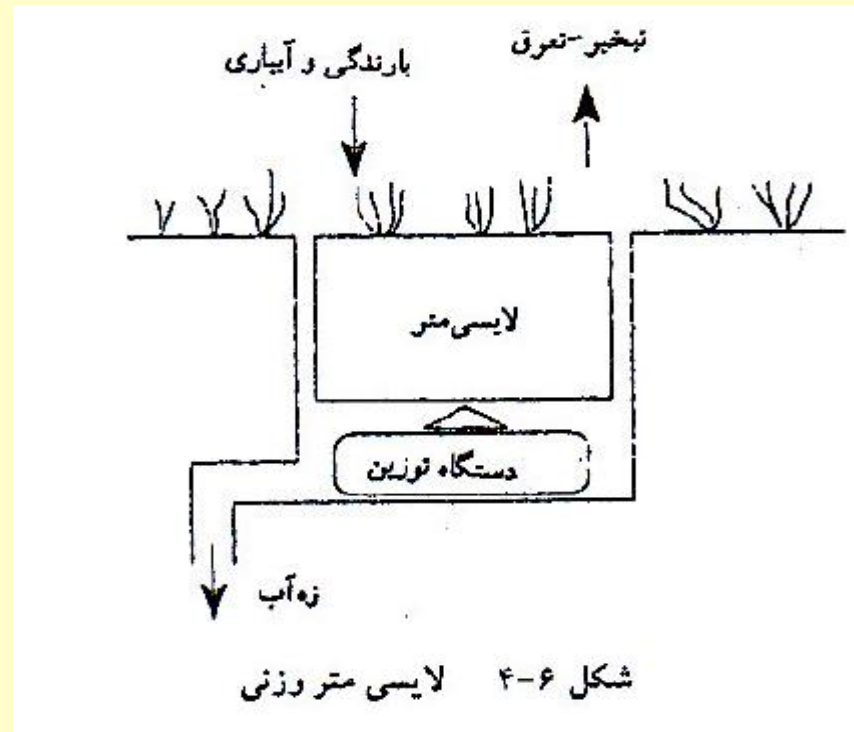 تبخیر-تعرق
بارندگی و آبیاری
لایسی‌متر
دستگاه توزین
زه‌آب
شکل ۶-۴ لایسی متر وزنی